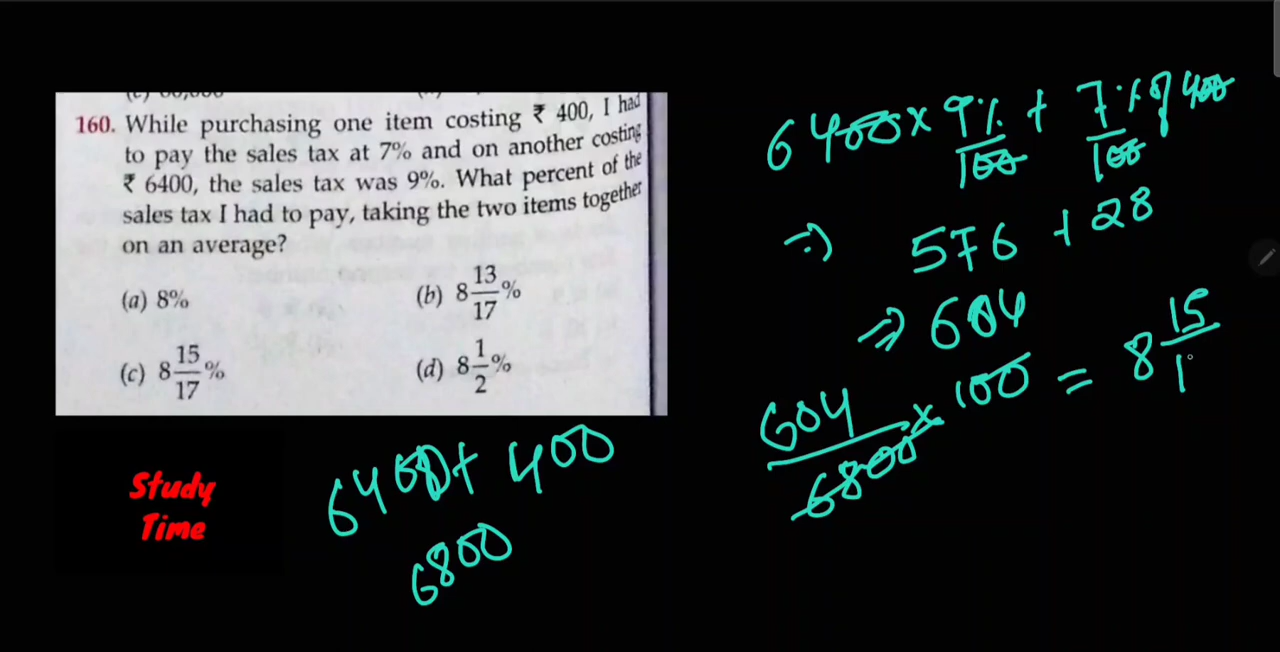 160. While purchasing one item costing ₹ 400, I had
to pay the sales tax at 7% and on another costing
₹ 6400, the sales tax was 9%. What percent of the
sales tax I had to pay, taking the two items together
on an average?
(a) 8% (b) 8 13/17 %
(c) 8 15/17 % (d) 8 1/2 %
Study
Time
6400 + 400
6800
6400 × 9%/100 + 7%/100 × 400
⇒ 576 + 28
⇒ 604
604/6800 × 100 = 8 15/1